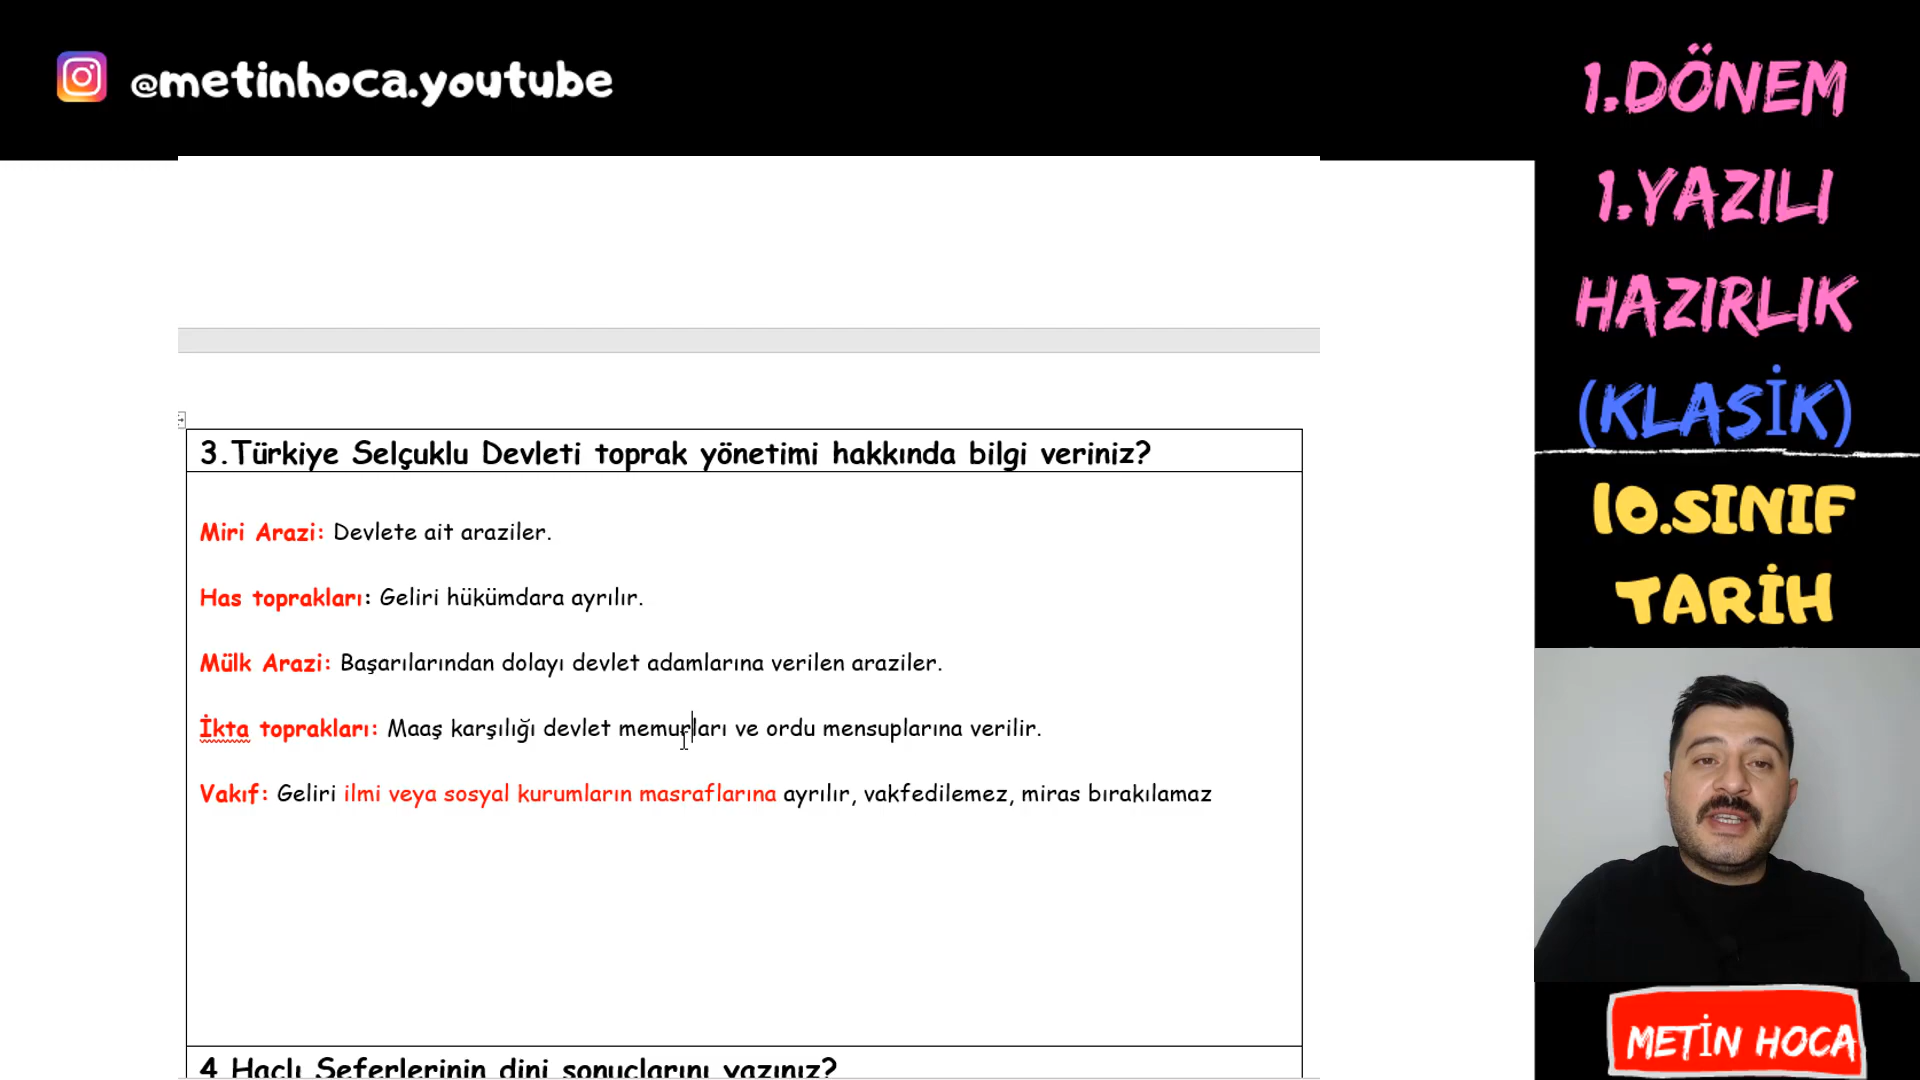 @metinhoca.youtube
1.DÖNEM
1.YAZILI
HAZIRLIK
(KLASİK)
10.SINIF
TARİH
3.Türkiye Selçuklu Devleti toprak yönetimi hakkında bilgi veriniz?
Miri Arazi: Devlete ait araziler.
Has toprakları: Geliri hükümdara ayrılır.
Mülk Arazi: Başarılarından dolayı devlet adamlarına verilen araziler.
İkta toprakları: Maaş karşılığı devlet memurları ve ordu mensuplarına verilir.
Vakıf: Geliri ilmi veya sosyal kurumların masraflarına ayrılır, vakfedilemez, miras bırakılamaz
4 Haçlı Seferlerinin dini sonuçlarını yazınız?
METİN HOCA